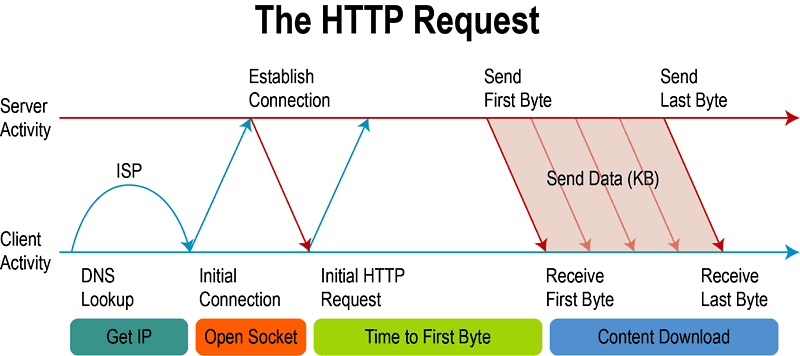 The HTTP Request
Server
Activity
Establish
Connection
Send
First Byte
Send
Last Byte
ISP
Send Data (KB)
Client
Activity
DNS
Lookup
Initial
Connection
Initial HTTP
Request
Receive
First Byte
Receive
Last Byte
Get IP
Open Socket
Time to First Byte
Content Download